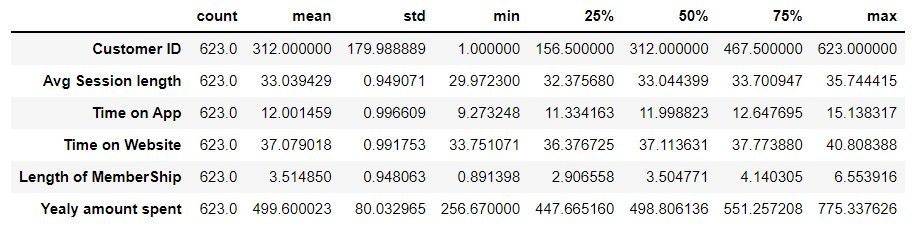 count mean std min 25% 50% 75% max
Customer ID 623.0 312.000000 179.988889 1.000000 156.500000 312.000000 467.500000 623.000000
Avg Session length 623.0 33.039429 0.949071 29.972300 32.375680 33.044399 33.700947 35.744415
Time on App 623.0 12.001459 0.996609 9.273248 11.334163 11.998823 12.647695 15.138317
Time on Website 623.0 37.079018 0.991753 33.751071 36.376725 37.113631 37.773880 40.808388
Length of MemberShip 623.0 3.514850 0.948063 0.891398 2.906558 3.504771 4.140305 6.553916
Yealy amount spent 623.0 499.600023 80.032965 256.670000 447.665160 498.806136 551.257208 775.337626